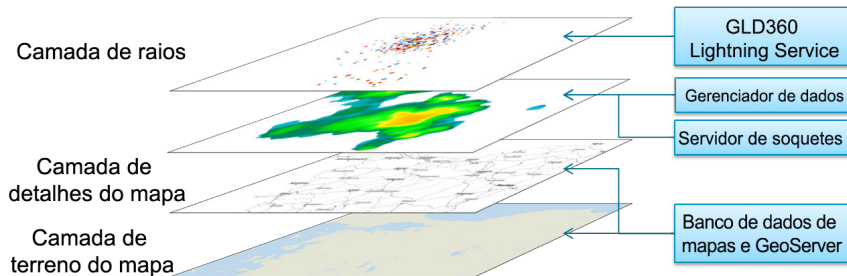 Camada de raios
GLD360
Lightning Service
Gerenciador de dados
Servidor de soquetes
Camada de
detalhes do mapa
Camada de
terreno do mapa
Banco de dados de
mapas e GeoServer